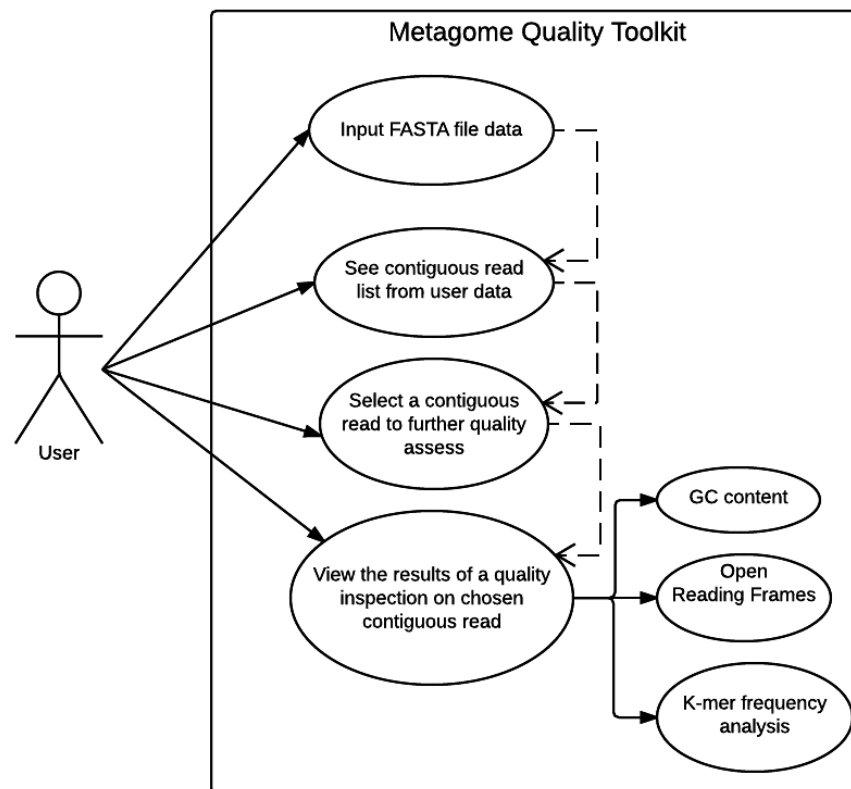 Metagome Quality Toolkit
Input FASTA file data
See contiguous read
list from user data
Select a contiguous
read to further quality
assess
User
GC content
View the results of a quality
inspection on chosen
contiguous read
Open
Reading Frames
K-mer frequency
analysis